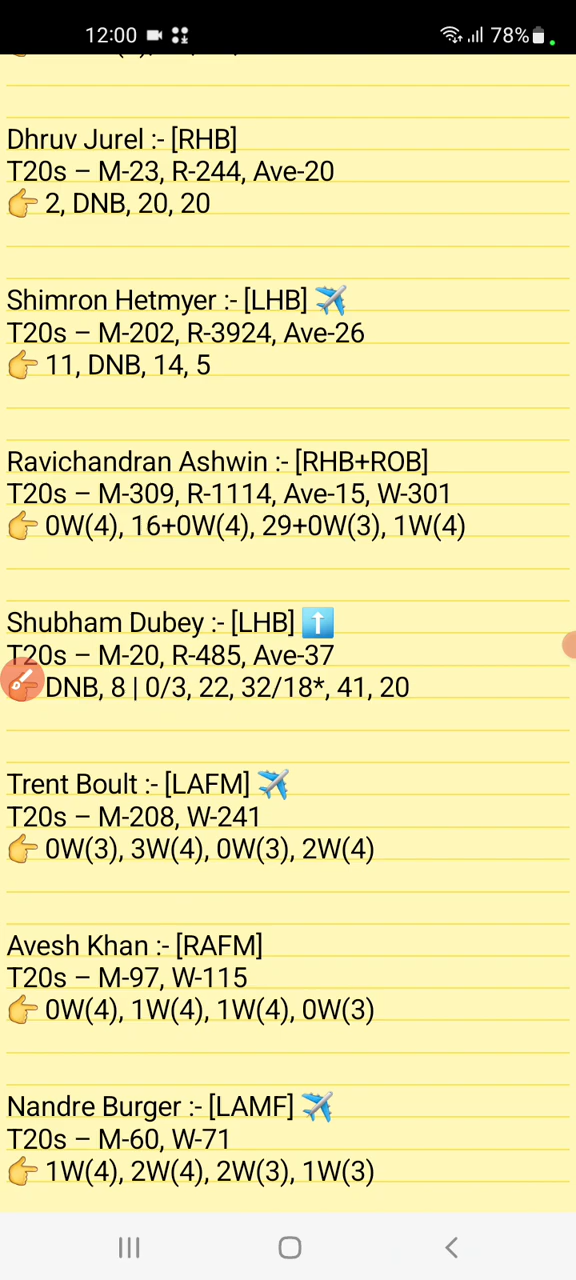 12:00 78%
Dhruv Jurel :- [RHB]
T20s – M-23, R-244, Ave-20
👉 2, DNB, 20, 20
Shimron Hetmyer :- [LHB] ✈️
T20s – M-202, R-3924, Ave-26
👉 11, DNB, 14, 5
Ravichandran Ashwin :- [RHB+ROB]
T20s – M-309, R-1114, Ave-15, W-301
👉 0W(4), 16+0W(4), 29+0W(3), 1W(4)
Shubham Dubey :- [LHB] ⬆️
T20s – M-20, R-485, Ave-37
👉 DNB, 8 | 0/3, 22, 32/18*, 41, 20
Trent Boult :- [LAFM] ✈️
T20s – M-208, W-241
👉 0W(3), 3W(4), 0W(3), 2W(4)
Avesh Khan :- [RAFM]
T20s – M-97, W-115
👉 0W(4), 1W(4), 1W(4), 0W(3)
Nandre Burger :- [LAMF] ✈️
T20s – M-60, W-71
👉 1W(4), 2W(4), 2W(3), 1W(3)